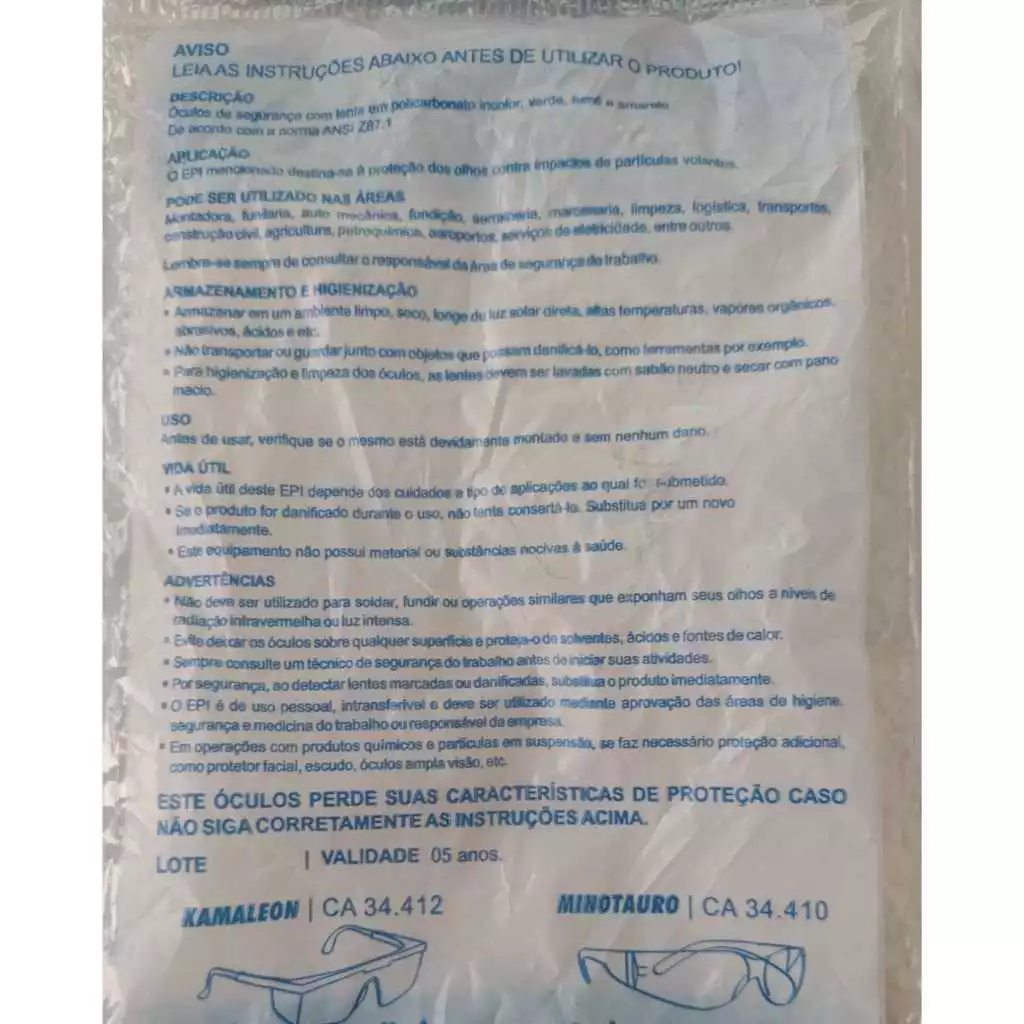 AVISO
LEIA AS INSTRUÇÕES ABAIXO ANTES DE UTILIZAR O PRODUTO!
DESCRIÇÃO
Óculos de segurança com lente em policarbonato incolor, verde, fumê e amarelo
De acordo com a norma ANSI Z87.1
APLICAÇÃO
O EPI mencionado destina-se à proteção dos olhos contra impactos de partículas volantes.
PODE SER UTILIZADO NAS ÁREAS
Montadora, funilaria, auto mecânica, fundição, serralheria, marcenaria, limpeza, logística, transportes,
construção civil, agricultura, petroquímica, aeroportos, serviços de eletricidade, entre outros.
Lembre-se sempre de consultar o responsável da área de segurança do trabalho.
ARMAZENAMENTO E HIGIENIZAÇÃO
• Armazenar em um ambiente limpo, seco, longe de luz solar direta, altas temperaturas, vapores orgânicos,
abrasivos, ácidos e etc.
• Não transportar ou guardar junto com objetos que possam danificá-lo, como ferramentas por exemplo.
• Para higienização e limpeza dos óculos, as lentes devem ser lavadas com sabão neutro e secar com pano
macio.
USO
Antes de usar, verifique se o mesmo está devidamente montado e sem nenhum dano.
VIDA ÚTIL
• A vida útil deste EPI depende dos cuidados e tipo de aplicações ao qual for submetido.
• Se o produto for danificado durante o uso, não tente consertá-lo. Substitua por um novo
imediatamente.
• Este equipamento não possui material ou substâncias nocivas à saúde.
ADVERTÊNCIAS
• Não deve ser utilizado para soldar, fundir ou operações similares que exponham seus olhos a níveis de
radiação infravermelha ou luz intensa.
• Evite deixar os óculos sobre qualquer superfície e proteja-o de solventes, ácidos e fontes de calor.
• Sempre consulte um técnico de segurança do trabalho antes de iniciar suas atividades.
• Por segurança, ao detectar lentes marcadas ou danificadas, substitua o produto imediatamente.
• O EPI é de uso pessoal, intransferível e deve ser utilizado mediante aprovação das áreas de higiene,
segurança e medicina do trabalho ou responsável da empresa.
• Em operações com produtos químicos e partículas em suspensão, se faz necessário proteção adicional,
como protetor facial, escudo, óculos ampla visão, etc.
ESTE ÓCULOS PERDE SUAS CARACTERÍSTICAS DE PROTEÇÃO CASO
NÃO SIGA CORRETAMENTE AS INSTRUÇÕES ACIMA.
LOTE | VALIDADE 05 anos.
KAMALEON | CA 34.412
MINOTAURO | CA 34.410